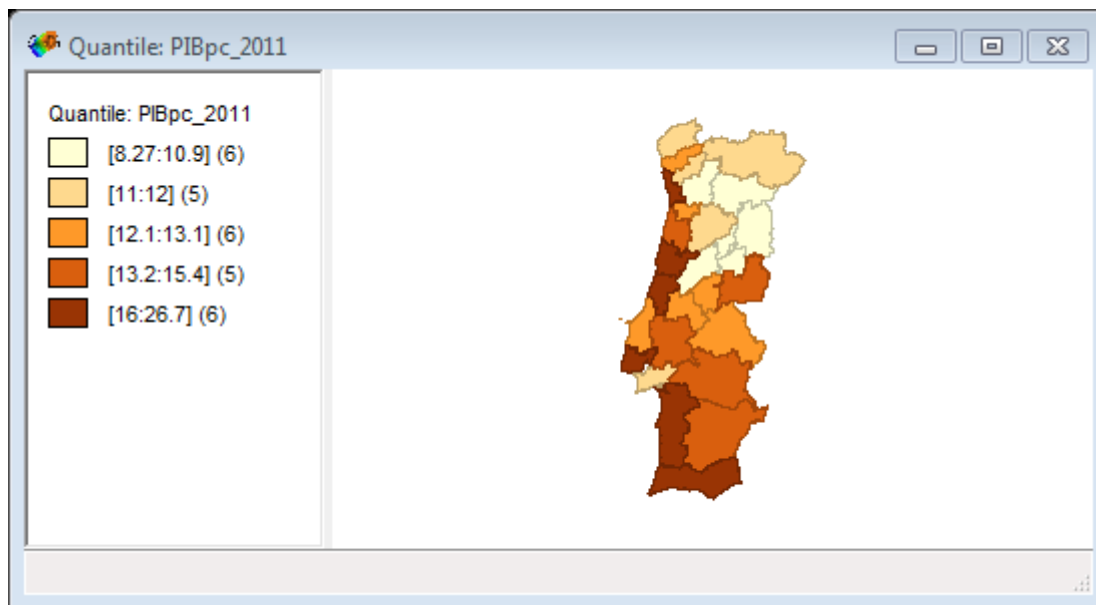 Quantile: PIBpc_2011
Quantile: PIBpc_2011
[8.27:10.9] (6)
[11:12] (5)
[12.1:13.1] (6)
[13.2:15.4] (5)
[16:26.7] (6)